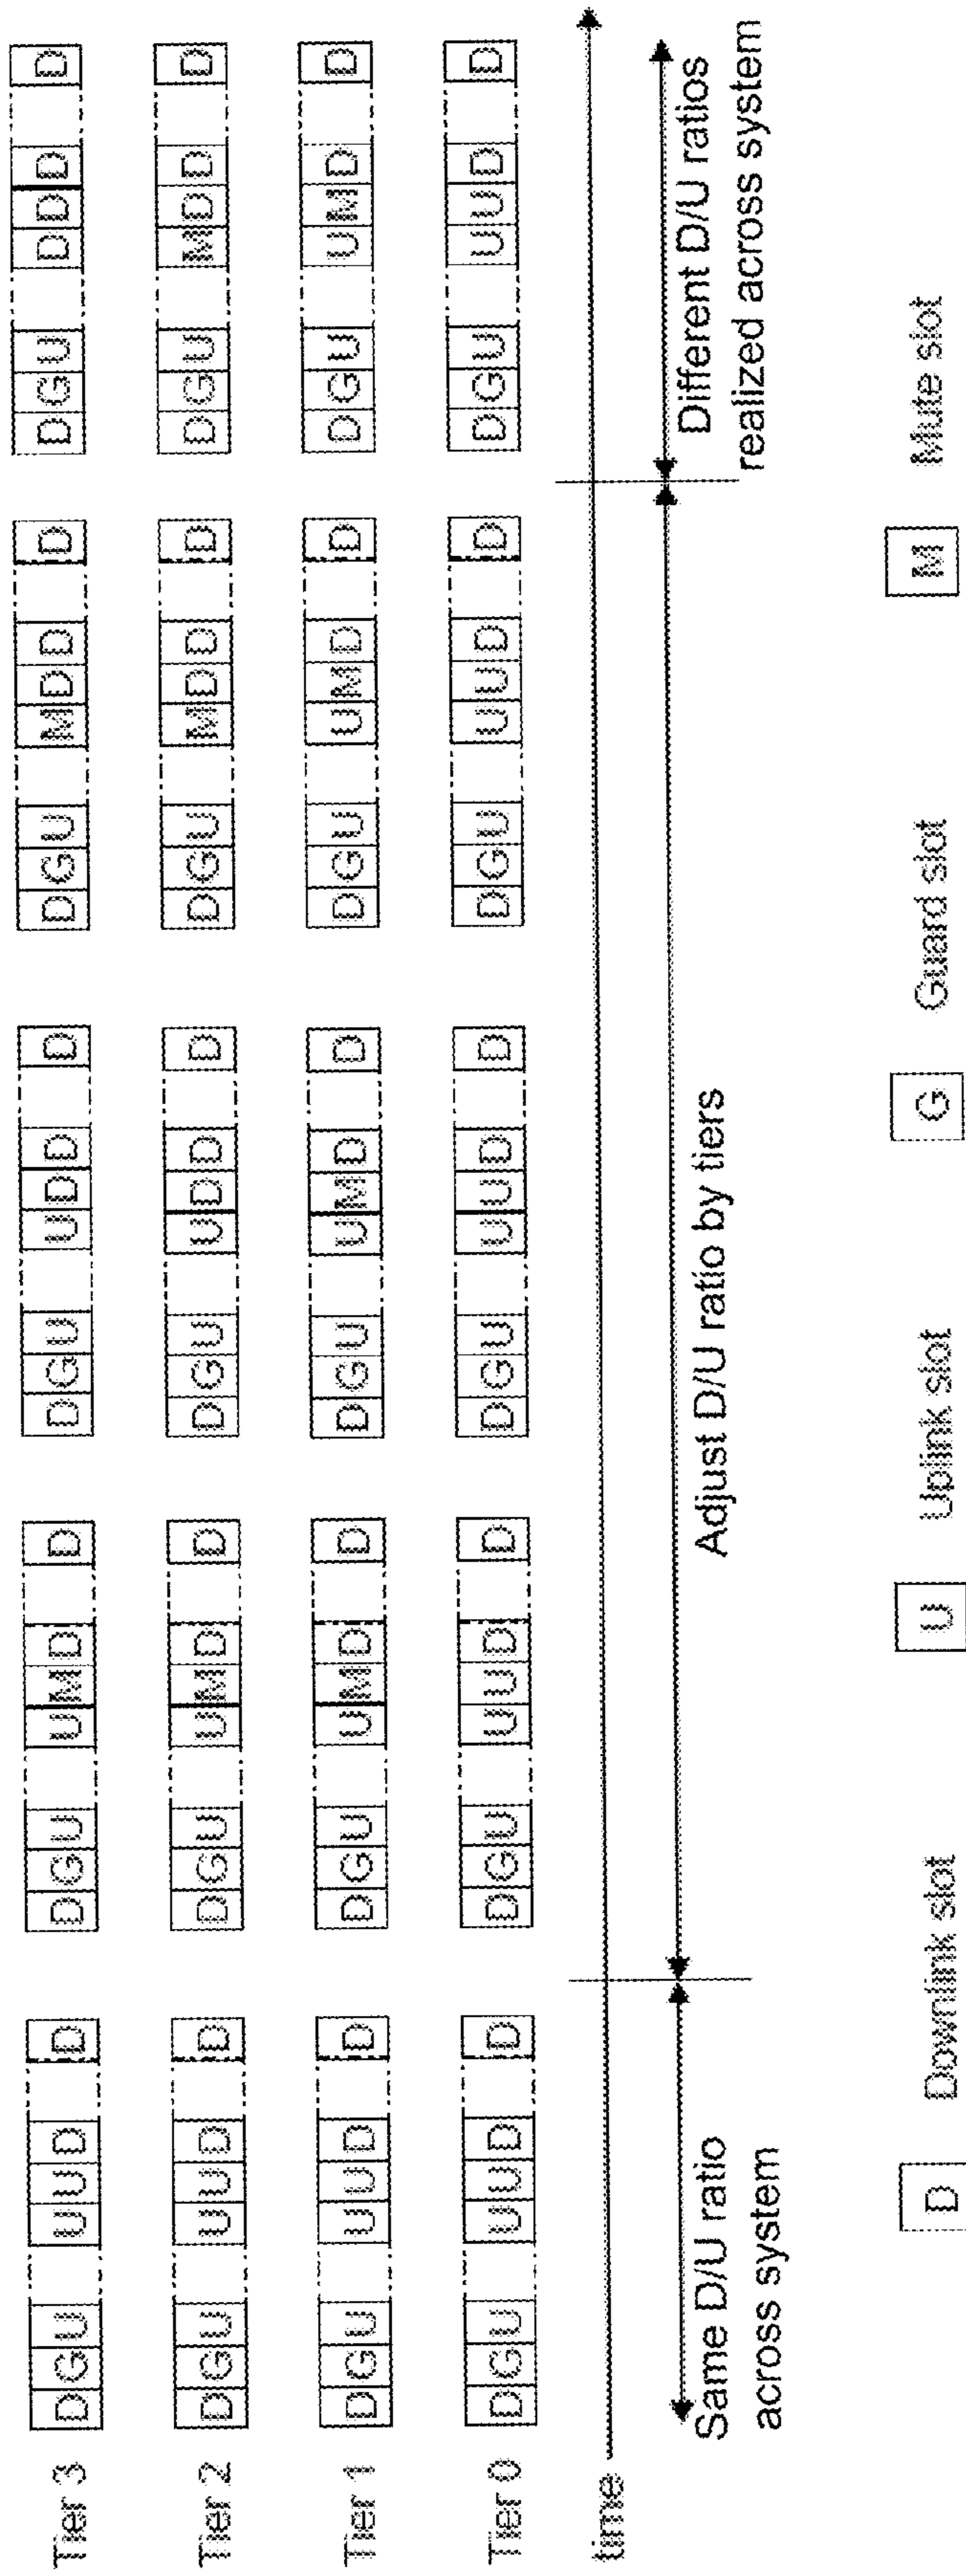 Tier 3 D G U U U D D D G U U M D D D G U U D D D D G U M D D D D G U D D D D
Tier 2 D G U U U D D D G U U M D D D G U U D D D D G U M D D D D G U M D D D
Tier 1 D G U U U D D D G U U M D D D G U U M D D D G U U M D D D G U U M D D
Tier 0 D G U U U D D D G U U U D D D G U U U D D D G U U U D D D G U U U D D
time
Same D/U ratio
across system
Adjust D/U ratio by tiers
Different D/U ratios
realized across system
D Downlink slot U Uplink slot G Guard slot M Mute slot